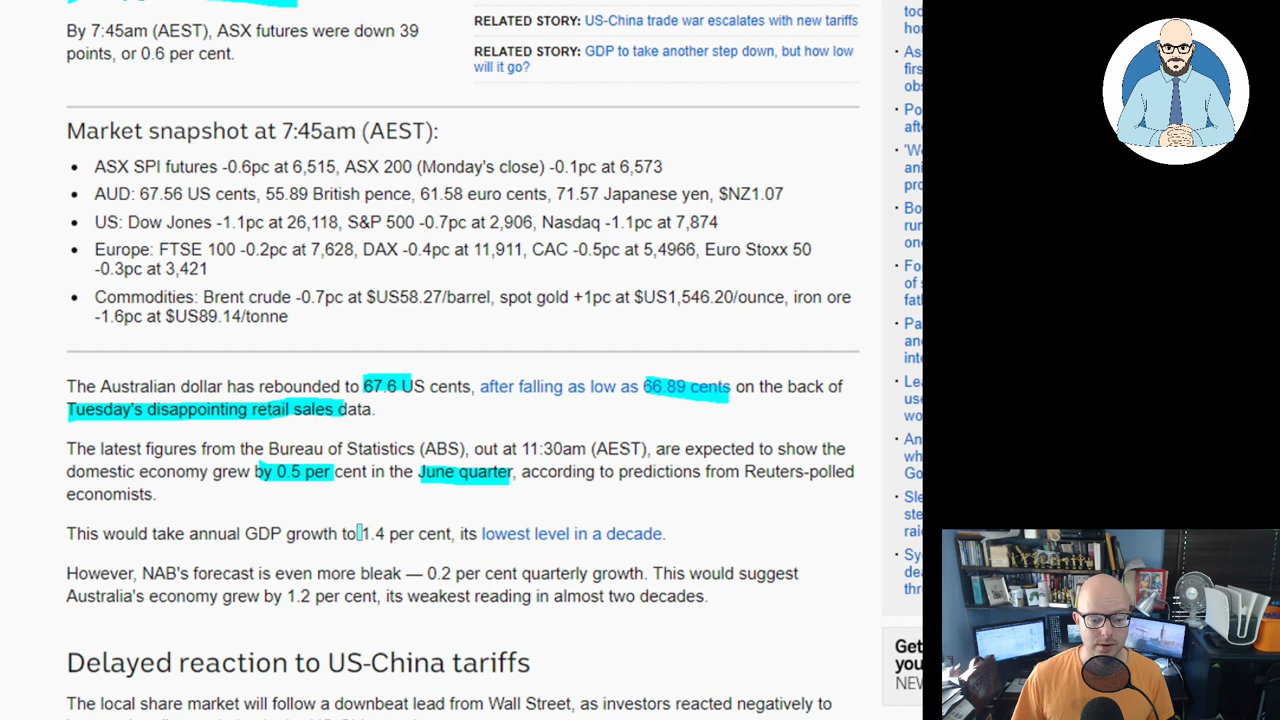 By 7:45am (AEST), ASX futures were down 39
points, or 0.6 per cent.
RELATED STORY: US-China trade war escalates with new tariffs
RELATED STORY: GDP to take another step down, but how low
will it go?
Market snapshot at 7:45am (AEST):
• ASX SPI futures -0.6pc at 6,515, ASX 200 (Monday's close) -0.1pc at 6,573
• AUD: 67.56 US cents, 55.89 British pence, 61.58 euro cents, 71.57 Japanese yen, $NZ1.07
• US: Dow Jones -1.1pc at 26,118, S&P 500 -0.7pc at 2,906, Nasdaq -1.1pc at 7,874
• Europe: FTSE 100 -0.2pc at 7,628, DAX -0.4pc at 11,911, CAC -0.5pc at 5,4966, Euro Stoxx 50
-0.3pc at 3,421
• Commodities: Brent crude -0.7pc at $US58.27/barrel, spot gold +1pc at $US1,546.20/ounce, iron ore
-1.6pc at $US89.14/tonne
The Australian dollar has rebounded to 67.6 US cents, after falling as low as 66.89 cents on the back of
Tuesday's disappointing retail sales data.
The latest figures from the Bureau of Statistics (ABS), out at 11:30am (AEST), are expected to show the
domestic economy grew by 0.5 per cent in the June quarter, according to predictions from Reuters-polled
economists.
This would take annual GDP growth to 1.4 per cent, its lowest level in a decade.
However, NAB's forecast is even more bleak — 0.2 per cent quarterly growth. This would suggest
Australia's economy grew by 1.2 per cent, its weakest reading in almost two decades.
Delayed reaction to US-China tariffs
The local share market will follow a downbeat lead from Wall Street, as investors reacted negatively to
Get
you
NEW